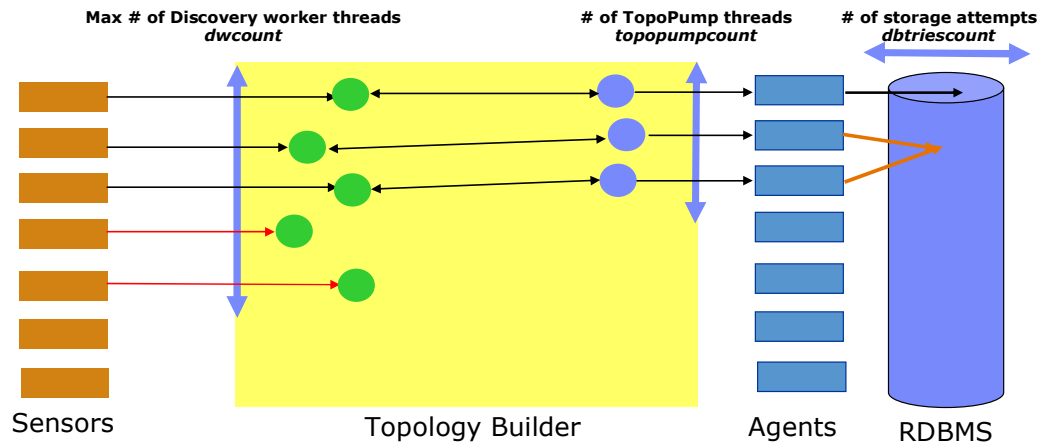 Max # of Discovery worker threads
dwcount
# of TopoPump threads
topopumpcount
# of storage attempts
dbtriescount
Sensors
Topology Builder
Agents
RDBMS